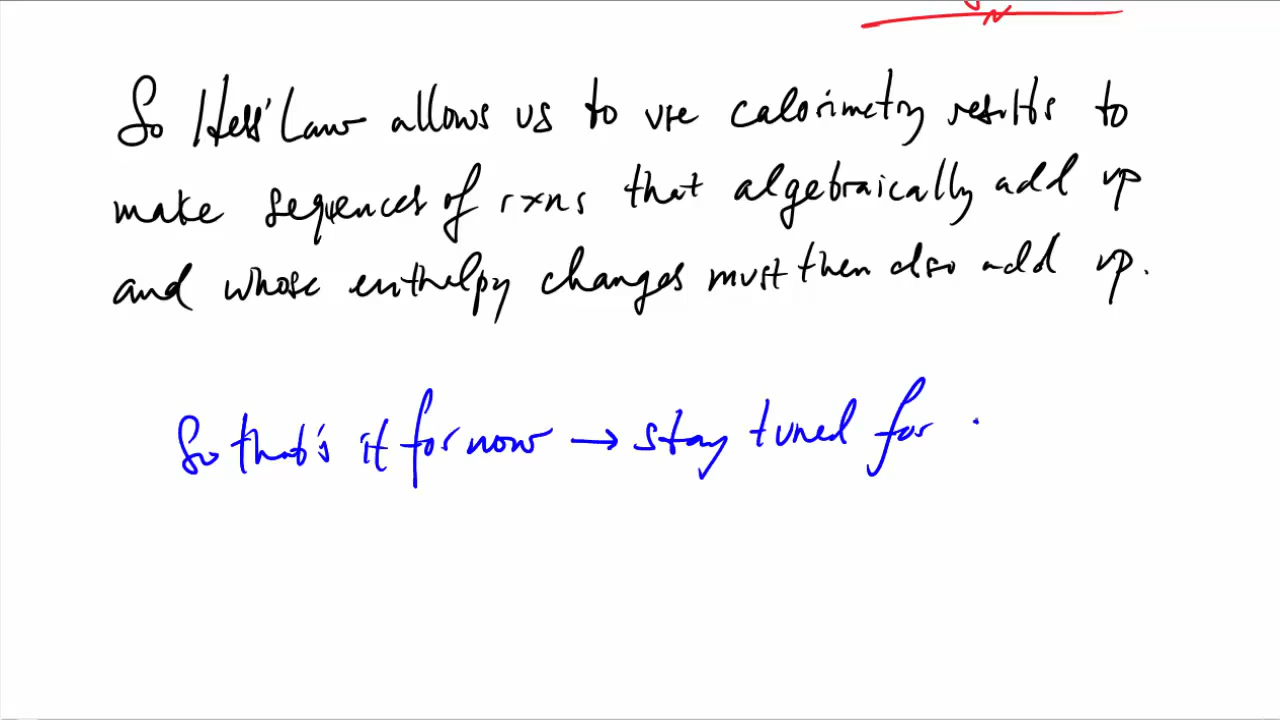 So Hess' Law allows us to use calorimetry results to
make sequences of rxns that algebraically add up
and whose enthalpy changes must then also add up.
So that's it for now → stay tuned for